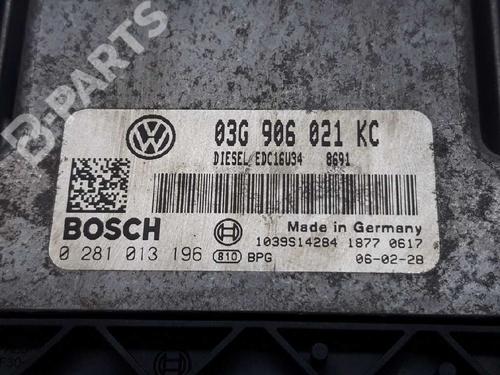 B-PARTS
03G 906 021 KC
DIESEL/EDC16U34 8691
BOSCH
Made in Germany
0 281 013 196
1039S14284 1877 0617
810 BPG
06-02-28